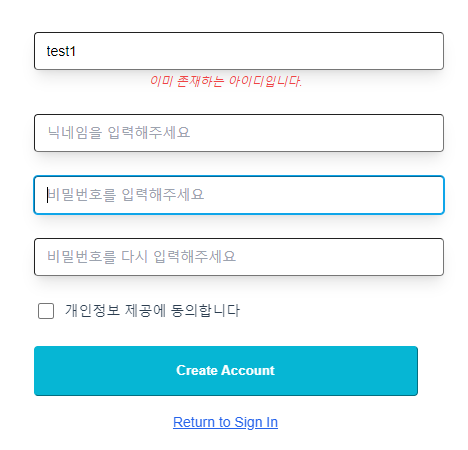 test1
이미 존재하는 아이디입니다.
닉네임을 입력해주세요
비밀번호를 입력해주세요
비밀번호를 다시 입력해주세요
개인정보 제공에 동의합니다
Create Account
Return to Sign In